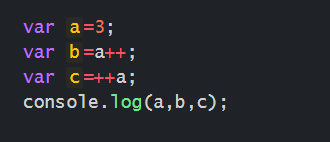 var a=3;
var b=a++;
var c=++a;
console.log(a,b,c);